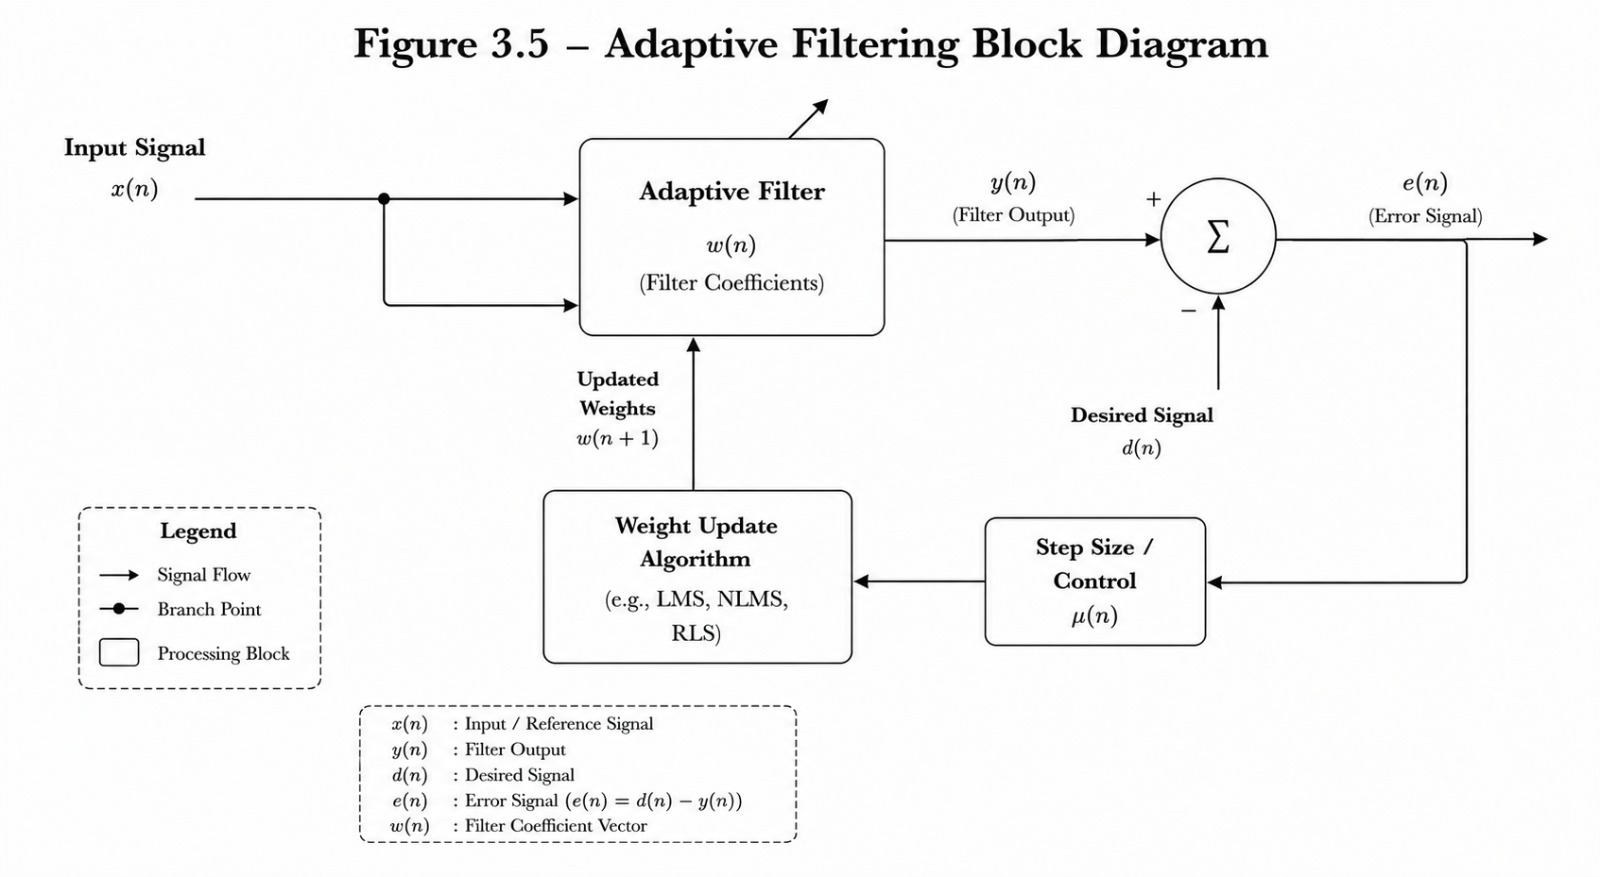 Figure 3.5 – Adaptive Filtering Block Diagram
Input Signal
x(n)
Adaptive Filter
w(n)
(Filter Coefficients)
y(n)
(Filter Output)
+
Σ
−
e(n)
(Error Signal)
Updated
Weights
w(n + 1)
Desired Signal
d(n)
Weight Update
Algorithm
(e.g., LMS, NLMS,
RLS)
Step Size /
Control
μ(n)
Legend
Signal Flow
Branch Point
Processing Block
x(n) : Input / Reference Signal
y(n) : Filter Output
d(n) : Desired Signal
e(n) : Error Signal (e(n) = d(n) − y(n))
w(n) : Filter Coefficient Vector